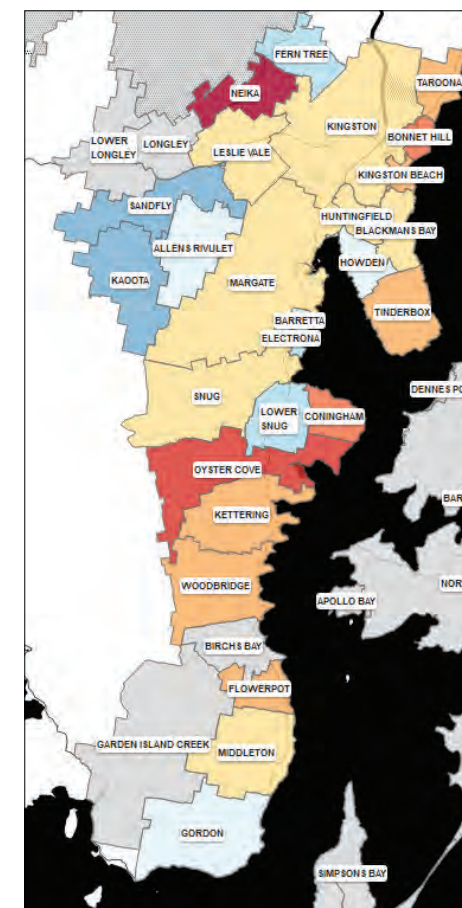 FERN TREE
TAROONA
NEIKA
KINGSTON
BONNET HILL
LOWER
LONGLEY
LONGLEY
LESLIE VALE
KINGSTON BEACH
SANDFLY
HUNTINGFIELD
BLACKMANS BAY
ALLENS RIVULET
HOWDEN
KAOOTA
MARGATE
TINDERBOX
BARRETTA
ELECTRONA
DENNES PO
SNUG
LOWER
SNUG
CONINGHAM
OYSTER COVE
BAR
KETTERING
NOR
WOODBRIDGE
APOLLO BAY
BIRCHS BAY
FLOWERPOT
GARDEN ISLAND CREEK
MIDDLETON
GORDON
SIMPSONS BAY